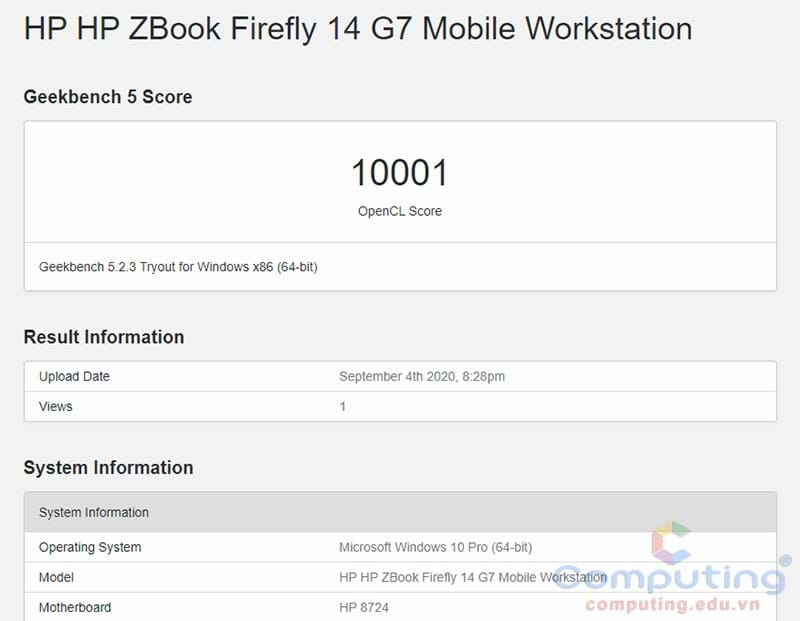 HP HP ZBook Firefly 14 G7 Mobile Workstation
Geekbench 5 Score
10001
OpenCL Score
Geekbench 5.2.3 Tryout for Windows x86 (64-bit)
Result Information
Upload Date September 4th 2020, 8:28pm
Views 1
System Information
System Information
Operating System Microsoft Windows 10 Pro (64-bit)
Model HP HP ZBook Firefly 14 G7 Mobile Workstation
Motherboard HP 8724
Computing®
computing.edu.vn